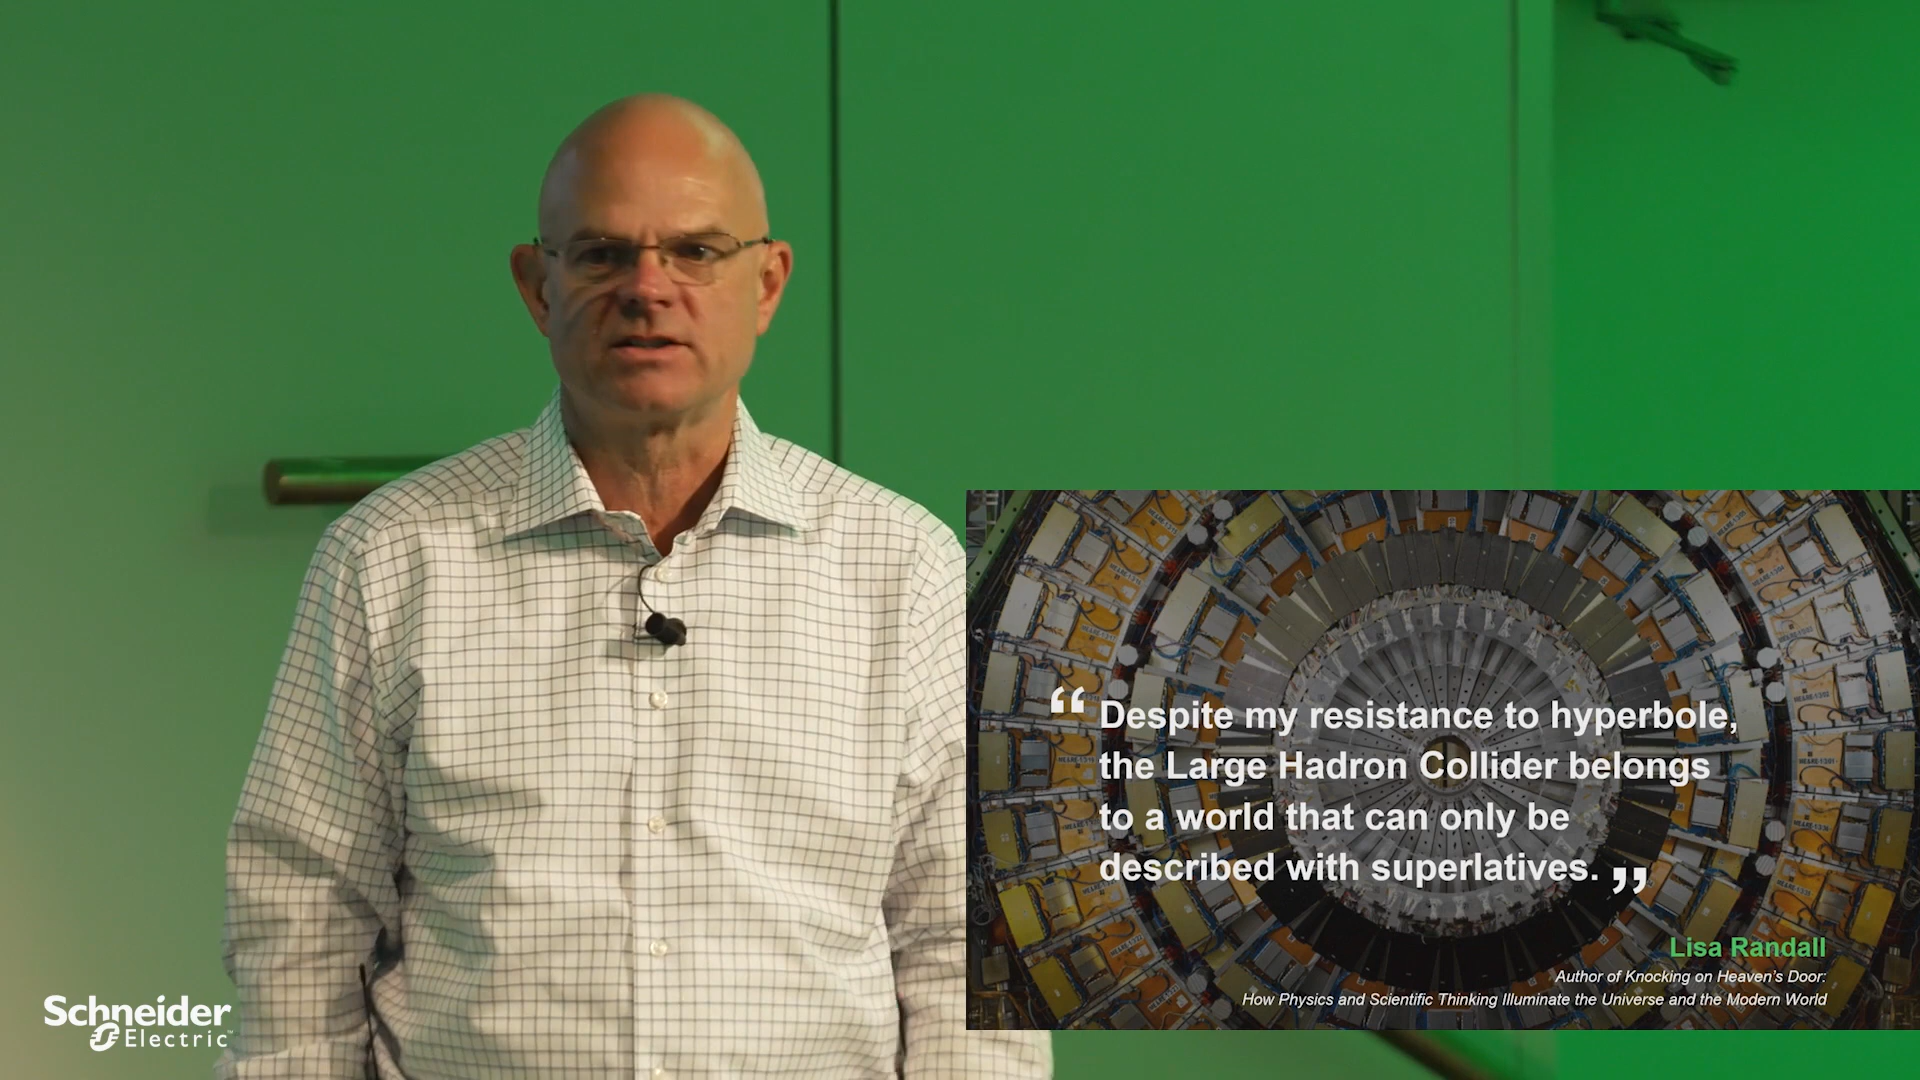 “ Despite my resistance to hyperbole,
the Large Hadron Collider belongs
to a world that can only be
described with superlatives. ”
Lisa Randall
Author of Knocking on Heaven’s Door:
How Physics and Scientific Thinking Illuminate the Universe and the Modern World
Schneider
Electric™